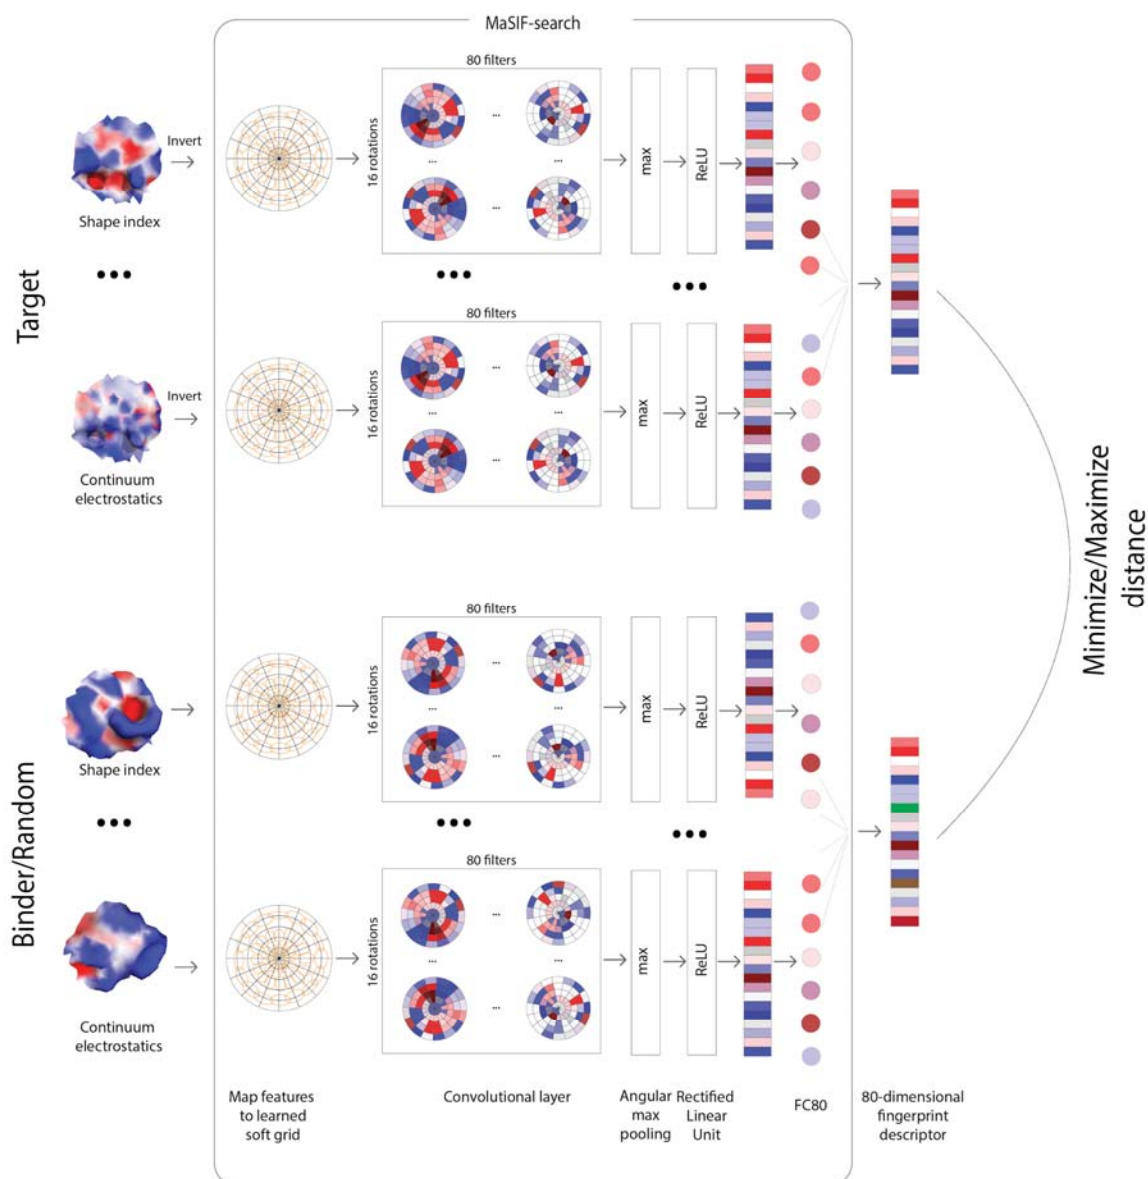 MaSIF-search
80 filters
Invert
16 rotations
...
...
...
max
ReLU
Shape index
Target
80 filters
Invert
16 rotations
...
...
...
max
ReLU
Continuum
electrostatics
Minimize/Maximize
distance
80 filters
16 rotations
...
...
...
max
ReLU
Shape index
Binder/Random
80 filters
16 rotations
...
...
...
max
ReLU
Continuum
electrostatics
Map features
to learned
soft grid
Convolutional layer
Angular
max
pooling
Rectified
Linear
Unit
FC80
80-dimensional
fingerprint
descriptor